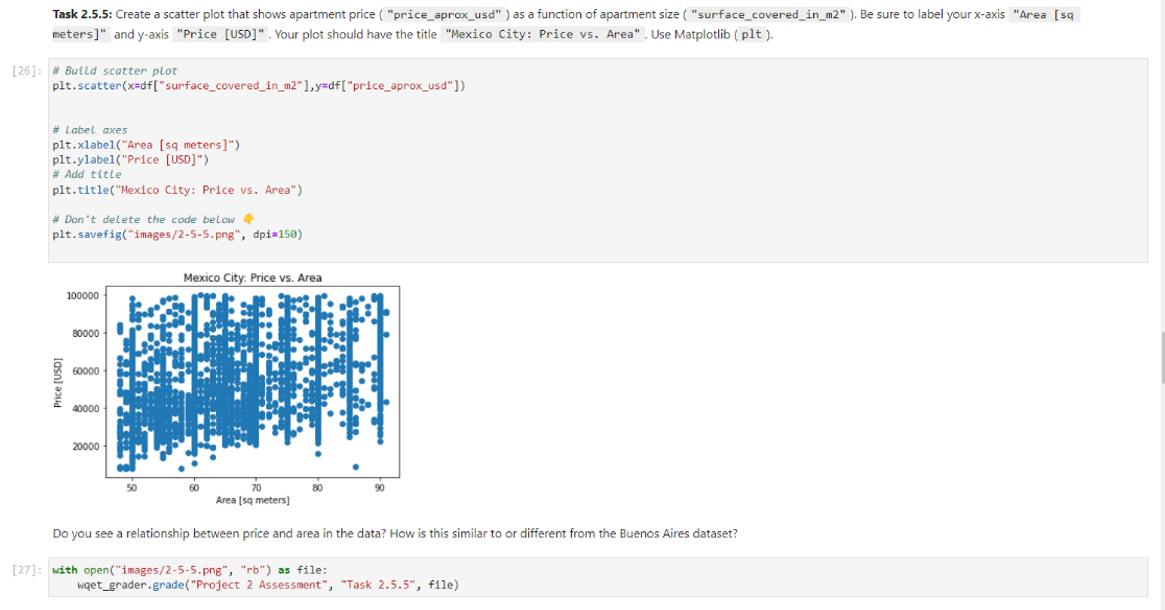 Task 2.5.5: Create a scatter plot that shows apartment price ( "price_aprox_usd" ) as a function of apartment size ( "surface_covered_in_m2" ). Be sure to label your x-axis "Area [sq
meters]" and y-axis "Price [USD]" . Your plot should have the title "Mexico City: Price vs. Area" . Use Matplotlib ( plt ).
[26]: # Build scatter plot
plt.scatter(x=df["surface_covered_in_m2"],y=df["price_aprox_usd"])
# Label axes
plt.xlabel("Area [sq meters]")
plt.ylabel("Price [USD]")
# Add title
plt.title("Mexico City: Price vs. Area")
# Don't delete the code below 👇
plt.savefig("images/2-5-5.png", dpi=150)
Mexico City: Price vs. Area
100000
80000
60000
40000
20000
Price [USD]
50 60 70 80 90
Area [sq meters]
Do you see a relationship between price and area in the data? How is this similar to or different from the Buenos Aires dataset?
[27]: with open("images/2-5-5.png", "rb") as file:
wqet_grader.grade("Project 2 Assessment", "Task 2.5.5", file)